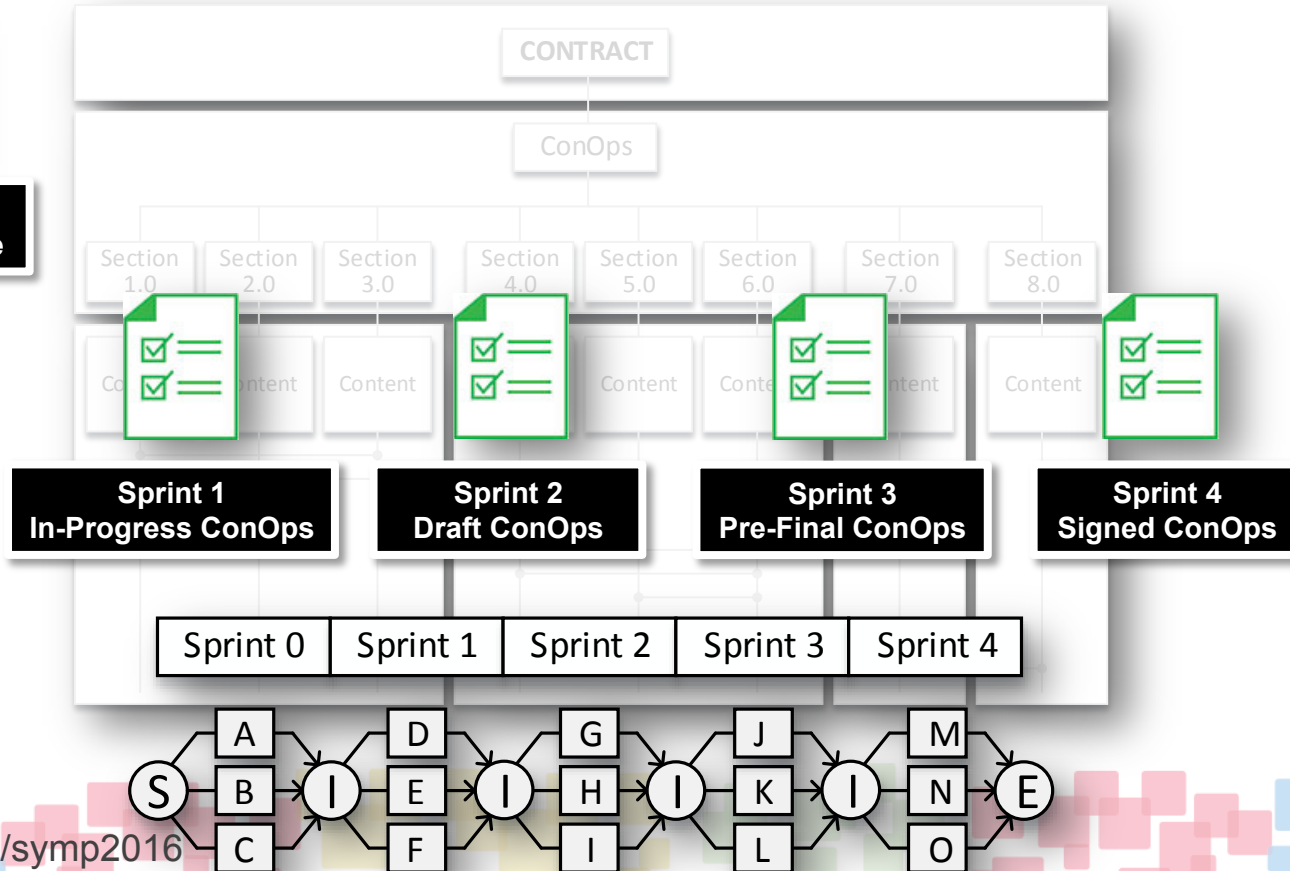 CONTRACT
ConOps
Section Section Section Section Section Section Section Section
1.0 2.0 3.0 4.0 5.0 6.0 7.0 8.0
e
Content Content Content
Sprint 1
In-Progress ConOps
Sprint 2
Draft ConOps
Sprint 3
Pre-Final ConOps
Sprint 4
Signed ConOps
Sprint 0 Sprint 1 Sprint 2 Sprint 3 Sprint 4
A D G J M
S B I E I H I K I N E
/symp2016 C F I L O